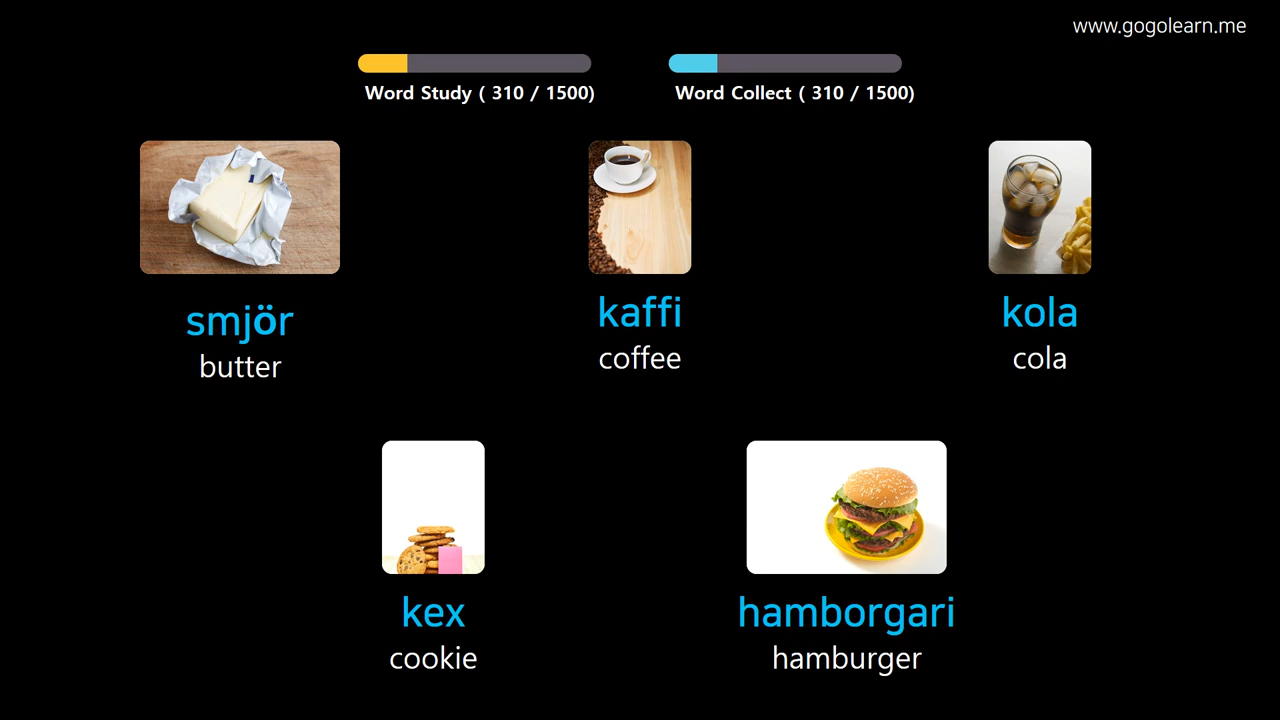 www.gogolearn.me
Word Study ( 310 / 1500)
Word Collect ( 310 / 1500)
smjör
butter
kaffi
coffee
kola
cola
kex
cookie
hamborgari
hamburger